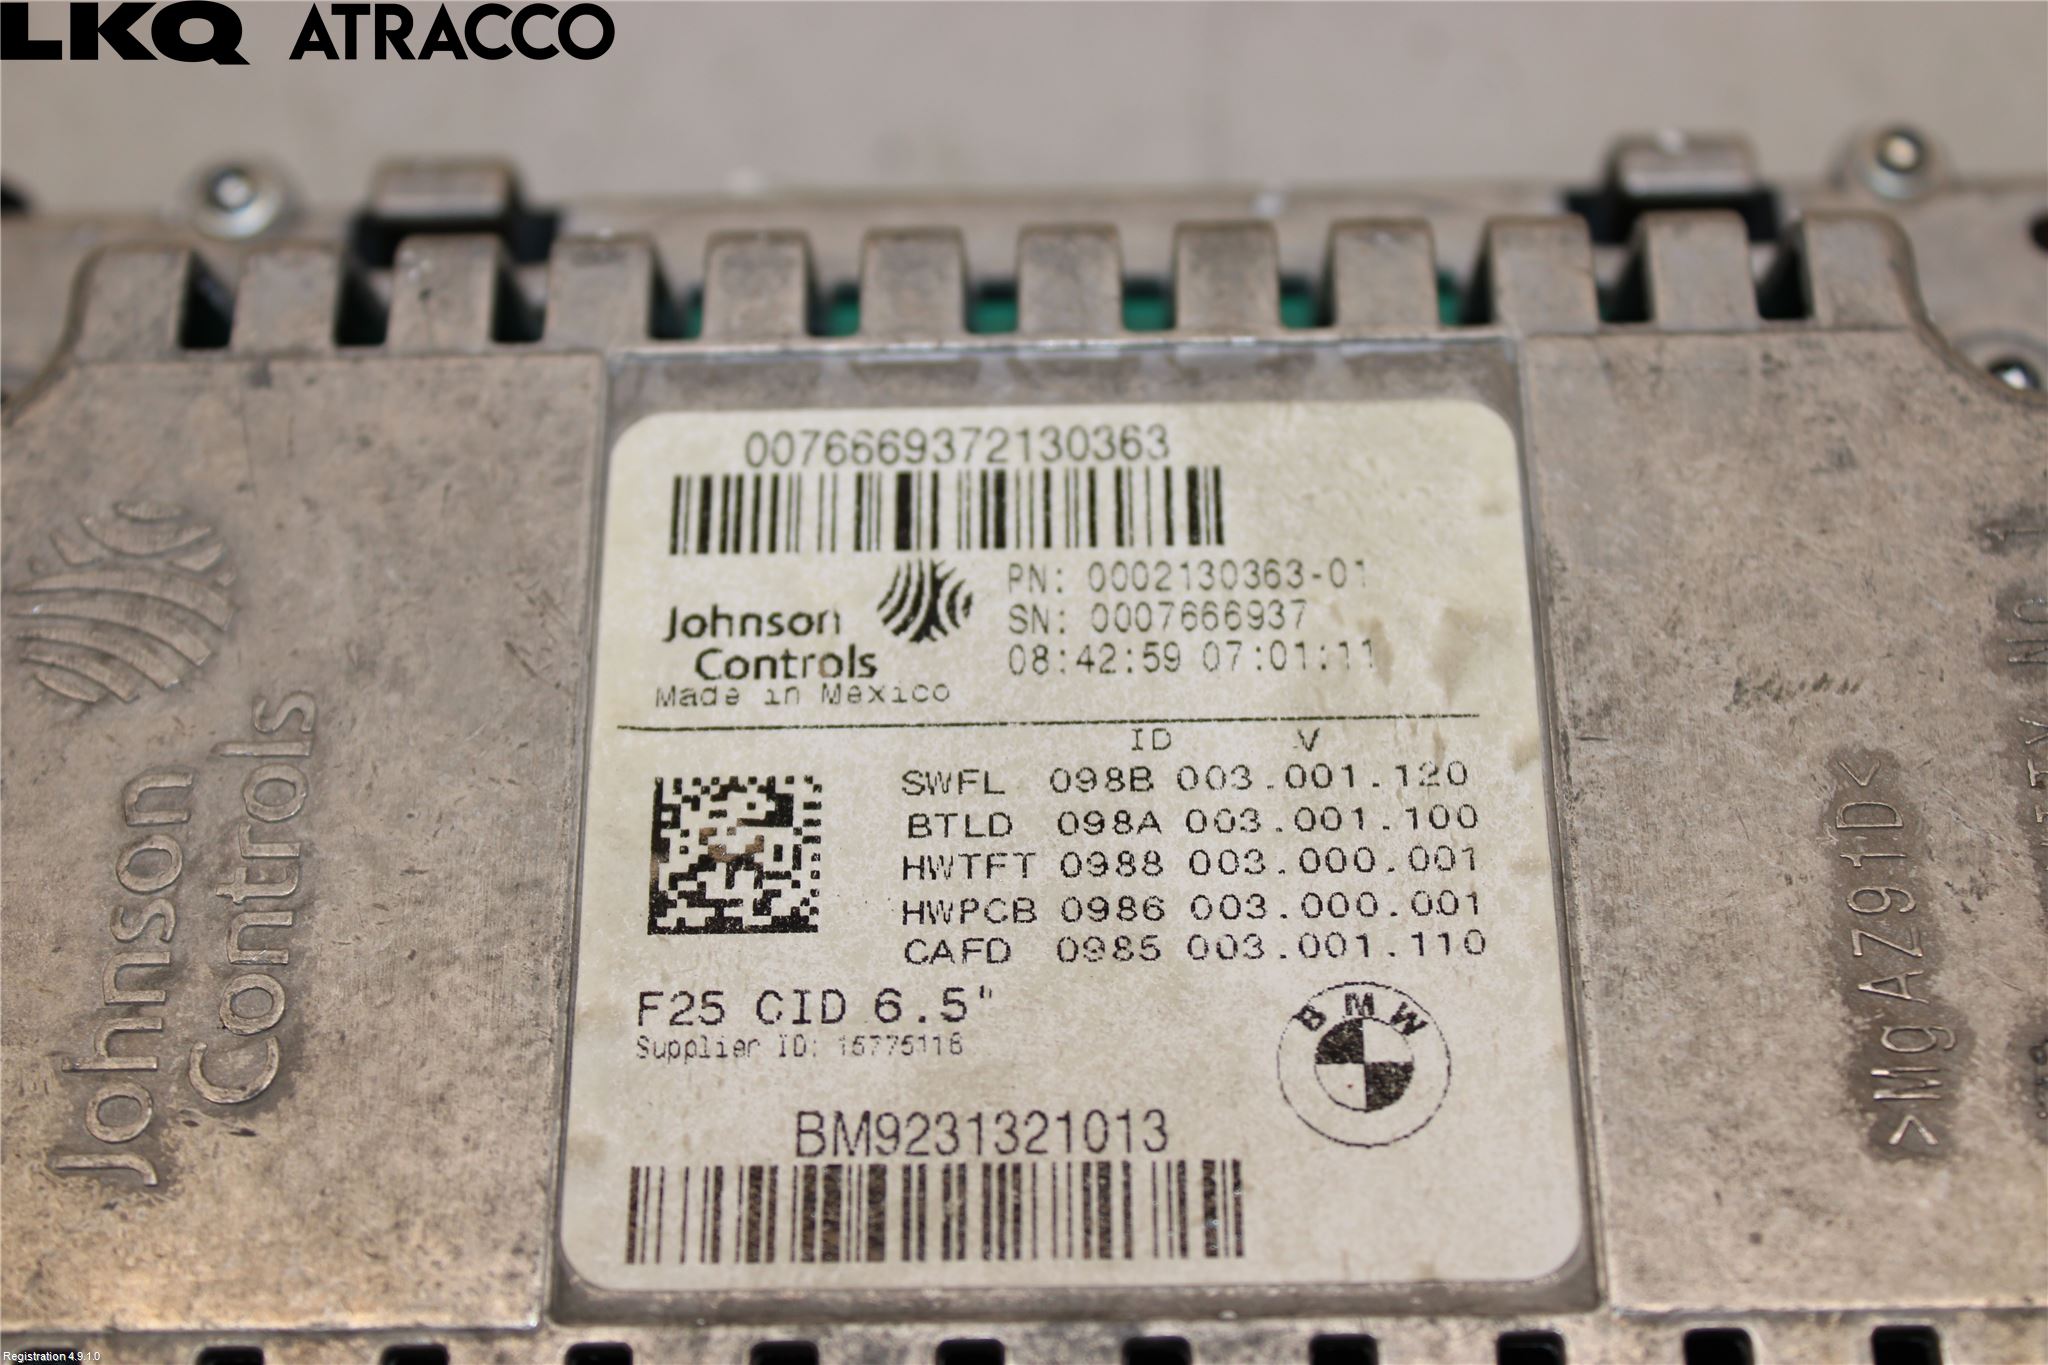 LKQ ATRACCO
0076669372130363
Johnson
Controls
Made in Mexico
PN: 0002130363-01
SN: 0007666937
08:42:59 07:01:11
ID V
SWFL 098B 003.001.120
BTLD 098A 003.001.100
HWTFT 0988 003.000.001
HWPCB 0986 003.000.001
CAFD 0985 003.001.110
F25 CID 6.5"
Supplier ID: 15775116
BMW
BM9231321013
Johnson
Controls
>MgAZ91D<
Registration 4.9.1.0